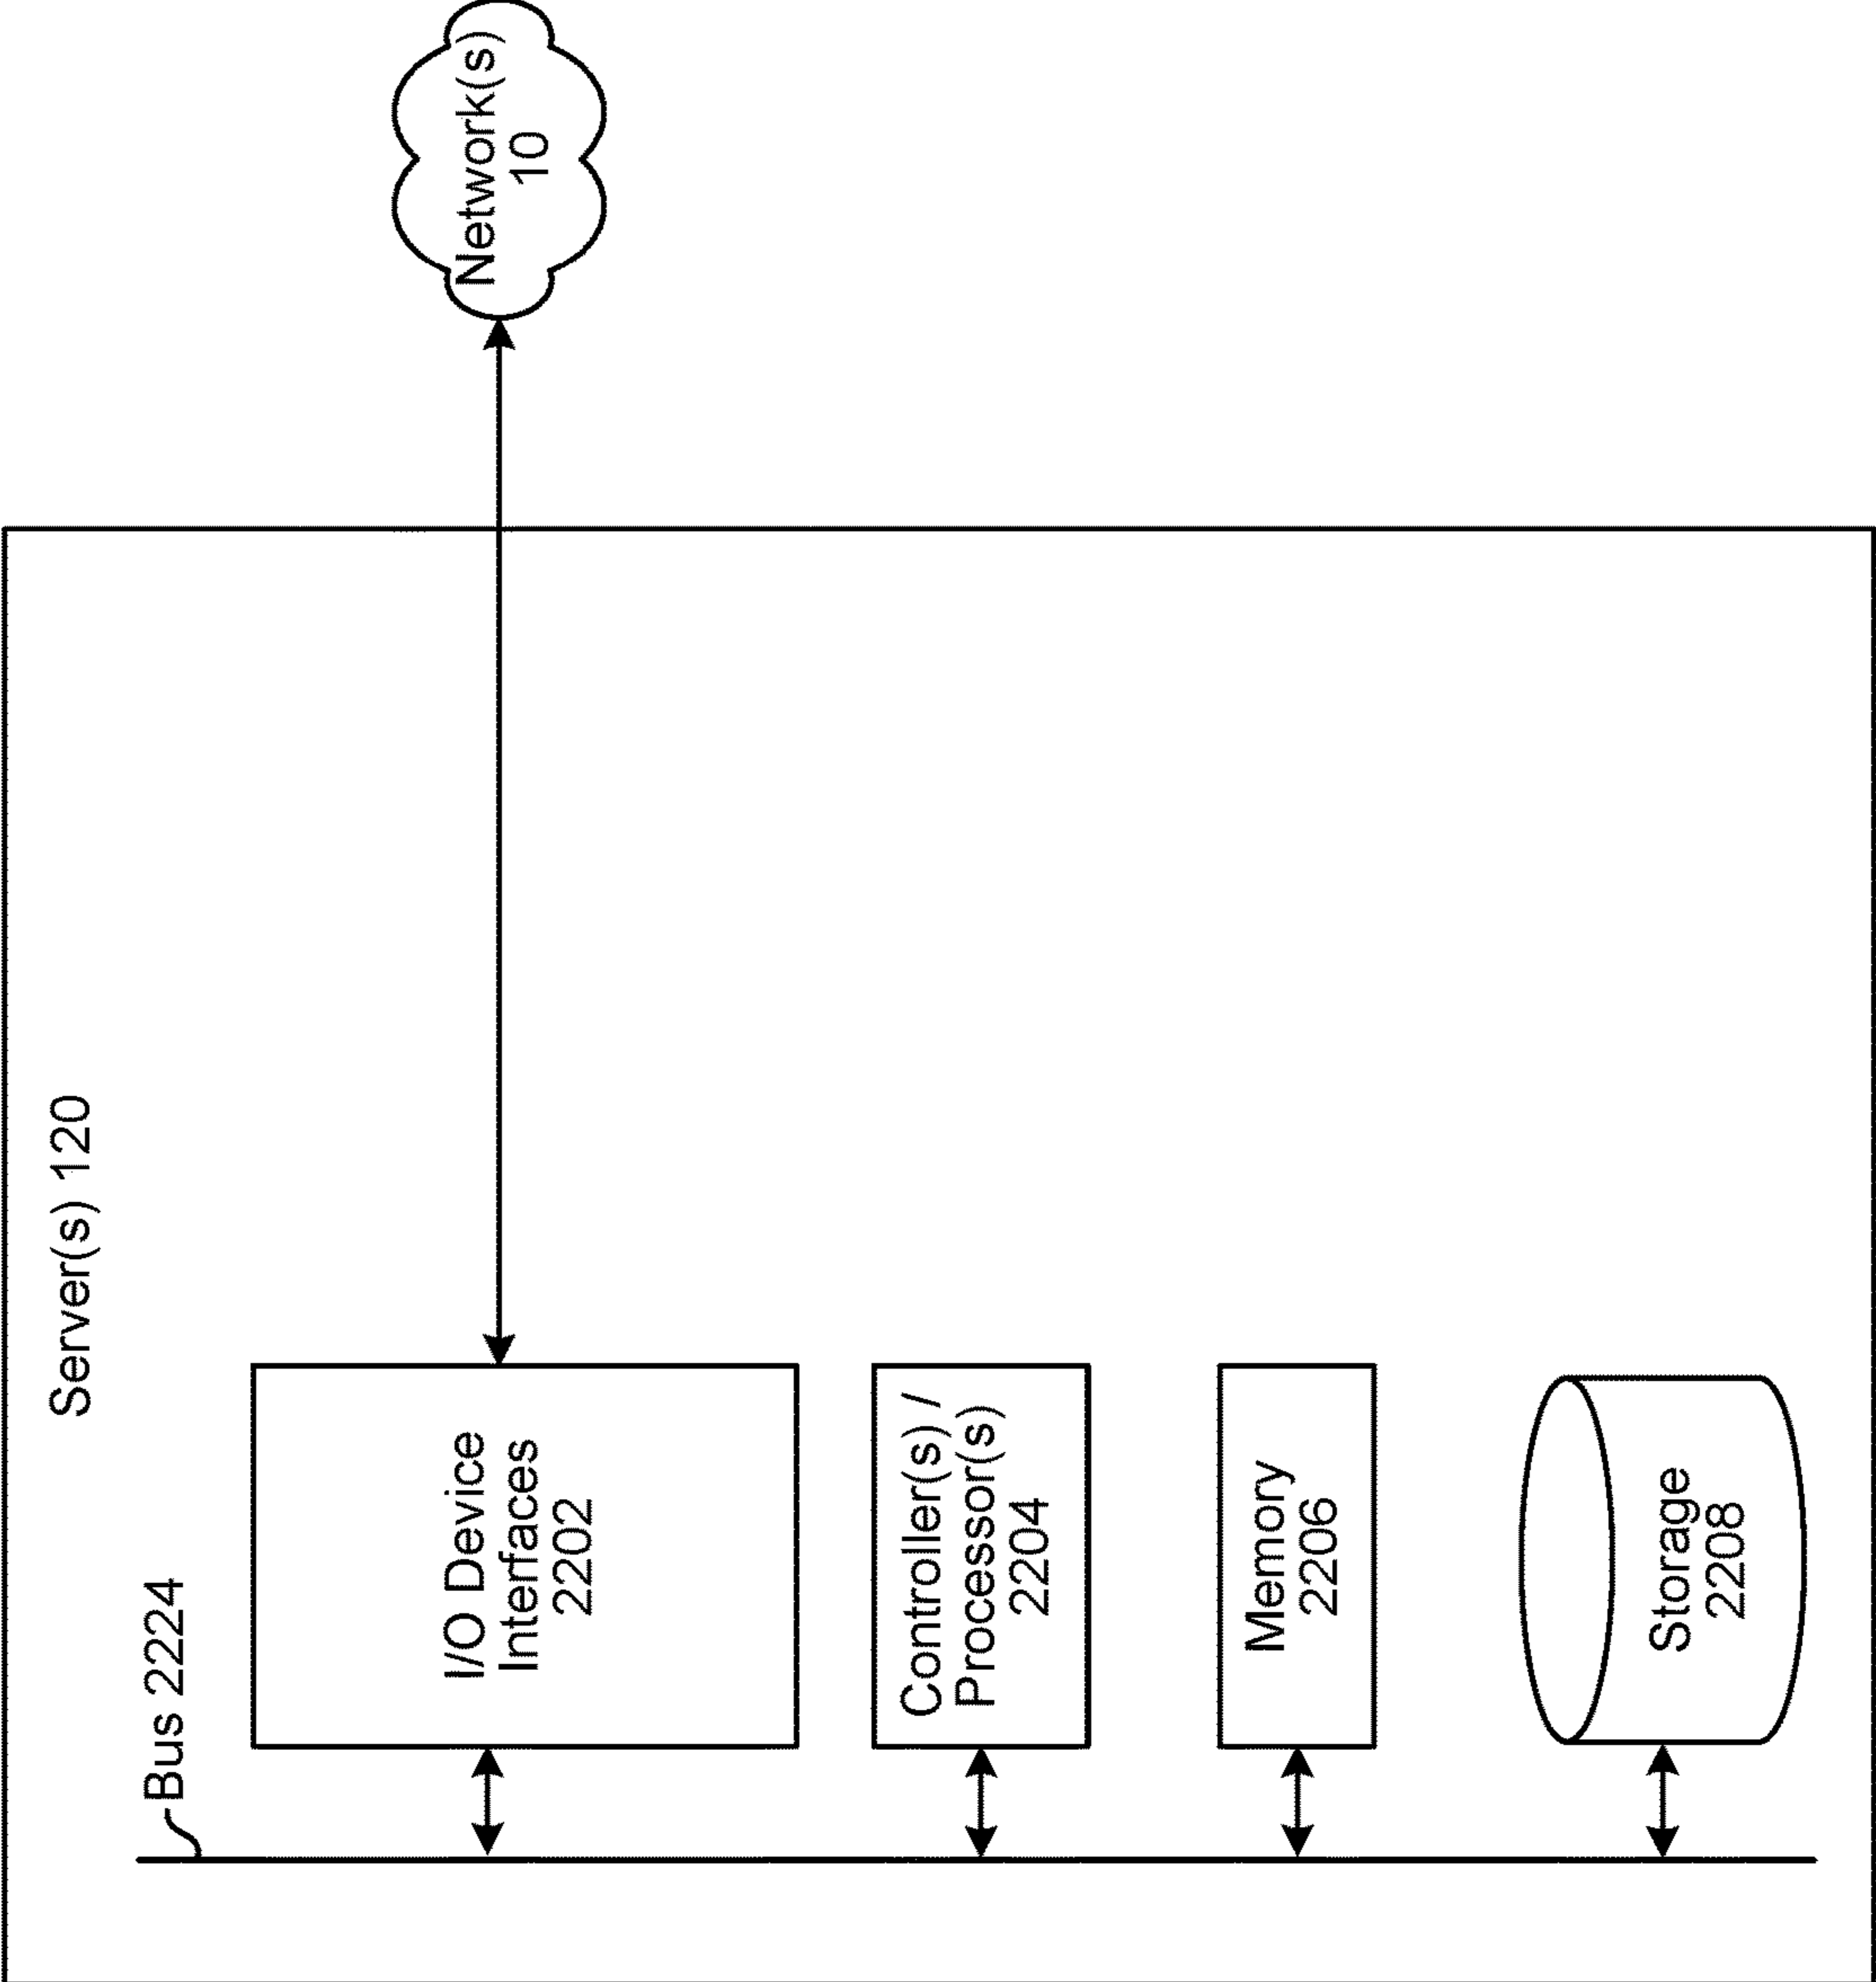 Server(s) 120
Bus 2224
I/O Device
Interfaces
2202
Network(s)
10
Controller(s) /
Processor(s)
2204
Memory
2206
Storage
2208